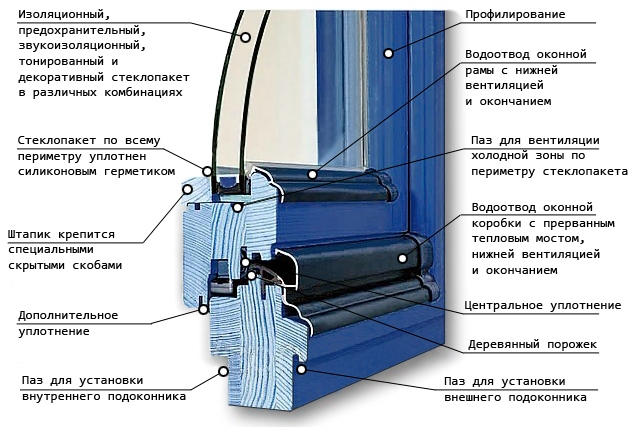 Изоляционный,
предохранительный,
звукоизоляционный,
тонированный и
декоративный стеклопакет
в различных комбинациях
Стеклопакет по всему
периметру уплотнен
силиконовым герметиком
Штапик крепится
специальными
скрытыми скобами
Дополнительное
уплотнение
Паз для установки
внутреннего подоконника
Профилирование
Водоотвод оконной
рамы с нижней
вентиляцией
и окончанием
Паз для вентиляции
холодной зоны по
периметру стеклопакета
Водоотвод оконной
коробки с прерванным
тепловым мостом,
нижней вентиляцией
и окончанием
Центральное уплотнение
Деревянный порожек
Паз для установки
внешнего подоконника